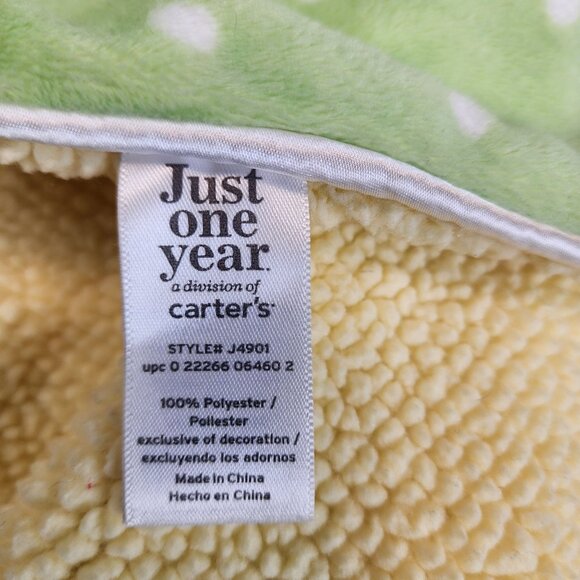 Just
one
year
a division of
carter's
STYLE# J4901
upc 0 22266 06460 2
100% Polyester /
Poliester
exclusive of decoration /
excluyendo los adornos
Made in China
Hecho en China